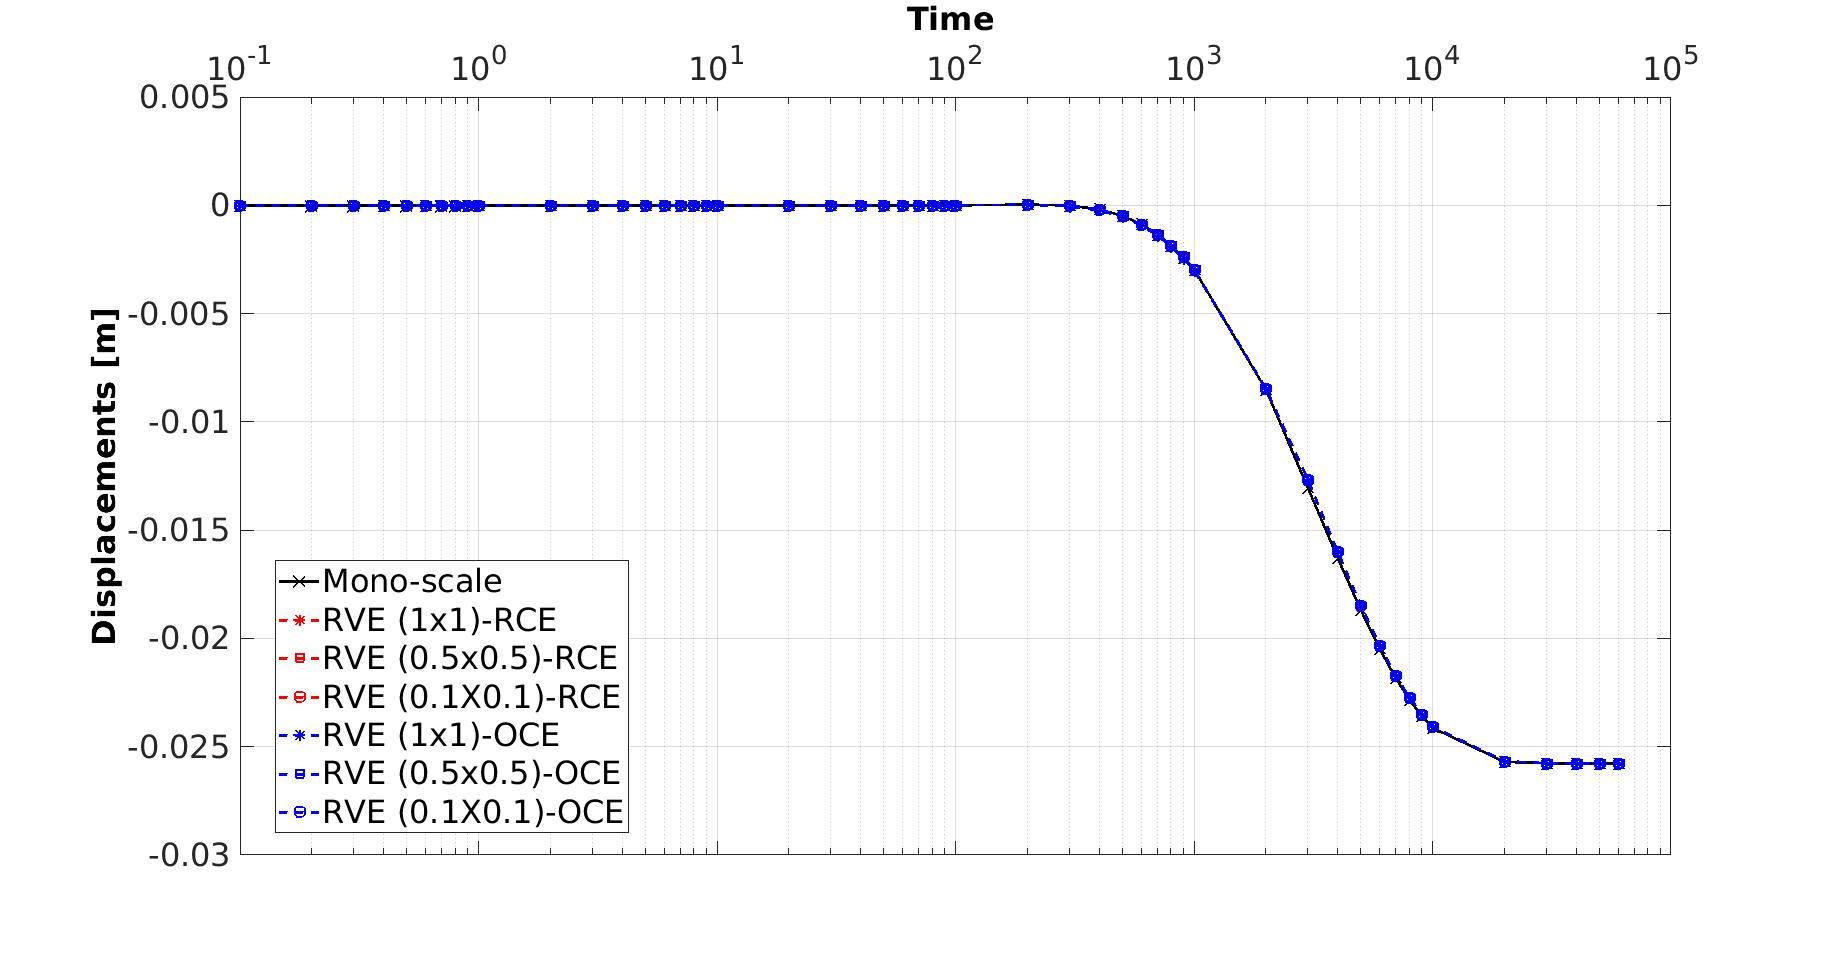 Time
10^-1 10^0 10^1 10^2 10^3 10^4 10^5
0.005
0
-0.005
-0.01
-0.015
-0.02
-0.025
-0.03
Displacements [m]
Mono-scale
RVE (1x1)-RCE
RVE (0.5x0.5)-RCE
RVE (0.1X0.1)-RCE
RVE (1x1)-OCE
RVE (0.5x0.5)-OCE
RVE (0.1X0.1)-OCE